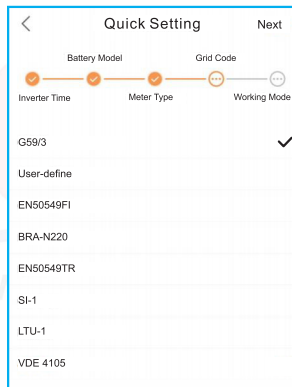 Quick Setting
Next
Battery Model
Grid Code
Inverter Time
Meter Type
Working Mode
G59/3
User-define
EN50549FI
BRA-N220
EN50549TR
SI-1
LTU-1
VDE 4105